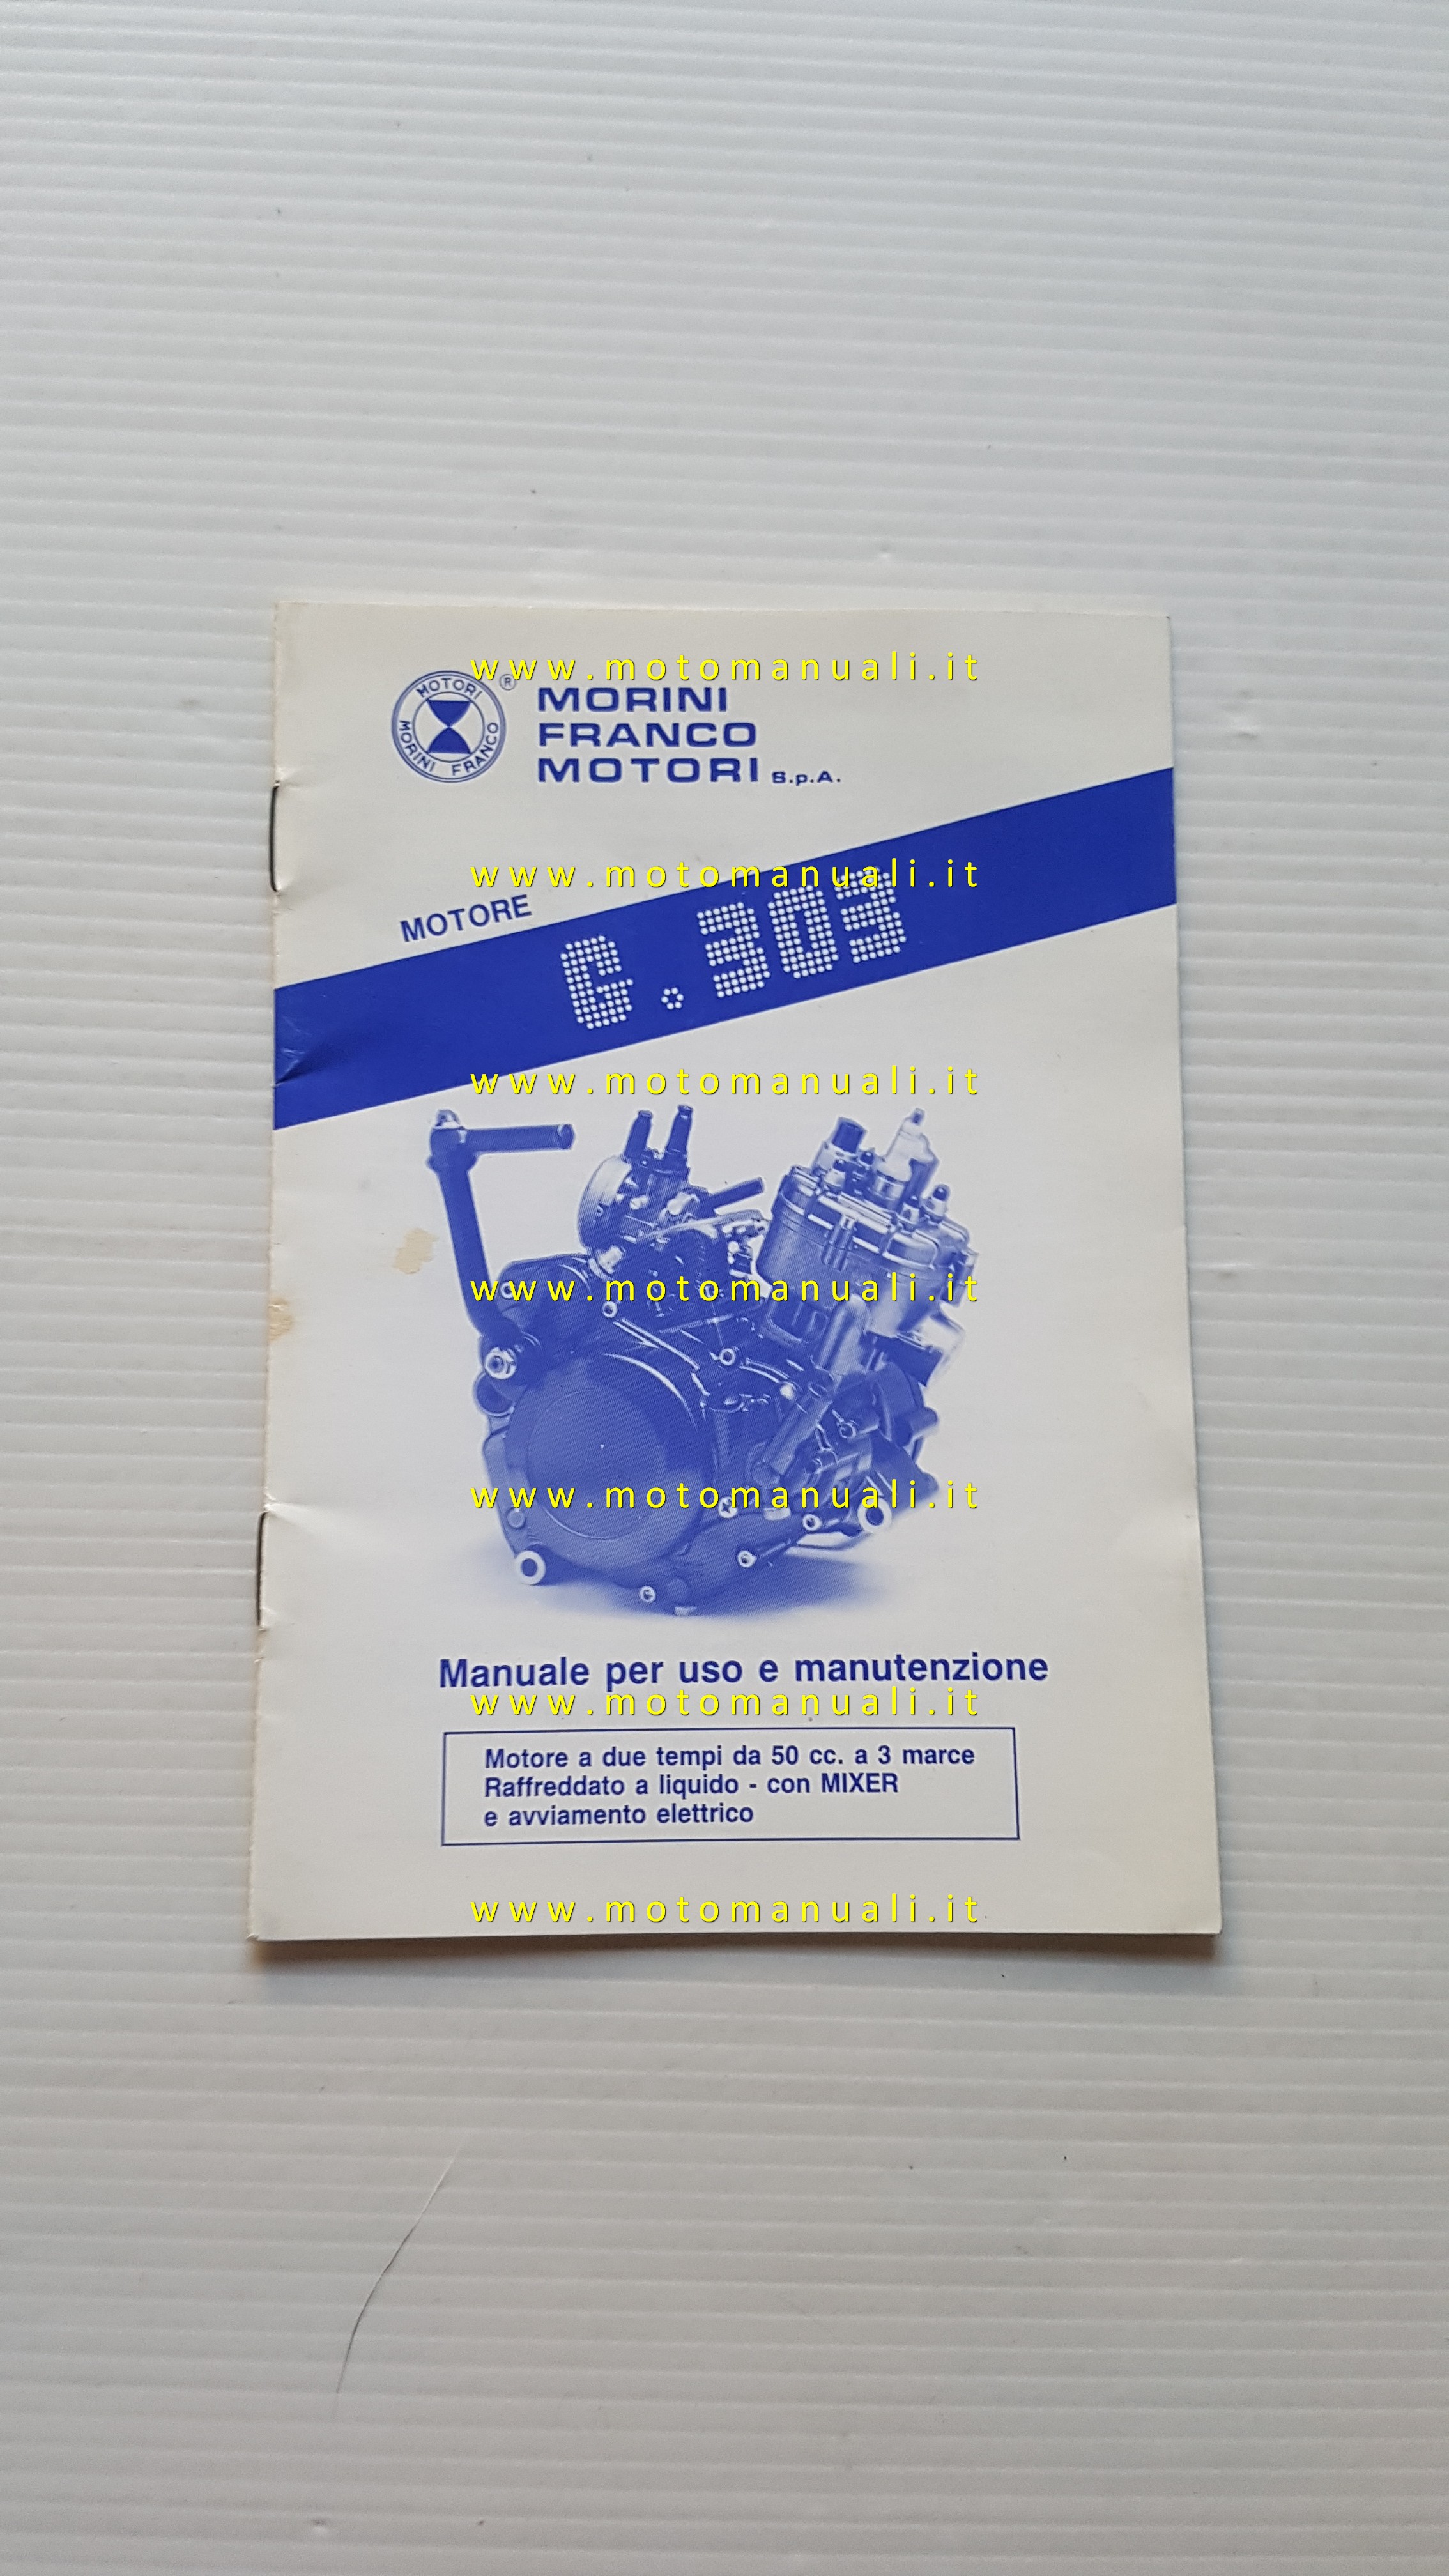 www.motomanuali.it
MOTORI
MORINI FRANCO
®
MORINI
FRANCO
MOTORI S.p.A.
www.motomanuali.it
MOTORE
G.303
www.motomanuali.it
www.motomanuali.it
www.motomanuali.it
Manuale per uso e manutenzione
www.motomanuali.it
Motore a due tempi da 50 cc. a 3 marce
Raffreddato a liquido - con MIXER
e avviamento elettrico
www.motomanuali.it